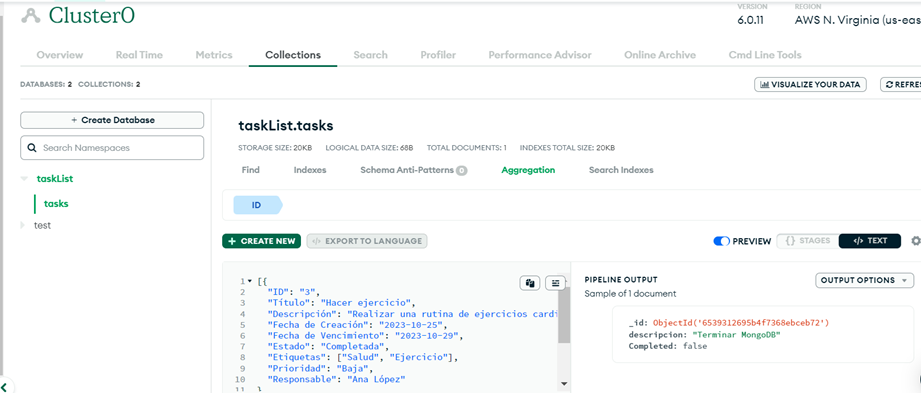 Cluster0
VERSION
6.0.11
REGION
AWS N. Virginia (us-eas
Overview
Real Time
Metrics
Collections
Search
Profiler
Performance Advisor
Online Archive
Cmd Line Tools
DATABASES: 2 COLLECTIONS: 2
VISUALIZE YOUR DATA
REFRES
+ Create Database
Search Namespaces
taskList
tasks
test
taskList.tasks
STORAGE SIZE: 20KB LOGICAL DATA SIZE: 68B TOTAL DOCUMENTS: 1 INDEXES TOTAL SIZE: 20KB
Find
Indexes
Schema Anti-Patterns 0
Aggregation
Search Indexes
ID
+ CREATE NEW
</> EXPORT TO LANGUAGE
PREVIEW
{} STAGES
</> TEXT
1 [{
2 "ID": "3",
3 "Título": "Hacer ejercicio",
4 "Descripción": "Realizar una rutina de ejercicios cardi
5 "Fecha de Creación": "2023-10-25",
6 "Fecha de Vencimiento": "2023-10-29",
7 "Estado": "Completada",
8 "Etiquetas": ["Salud", "Ejercicio"],
9 "Prioridad": "Baja",
10 "Responsable": "Ana López"
11 }
PIPELINE OUTPUT
Sample of 1 document
OUTPUT OPTIONS
_id: ObjectId('6539312695b4f7368ebceb72')
descripcion: "Terminar MongoDB"
Completed: false